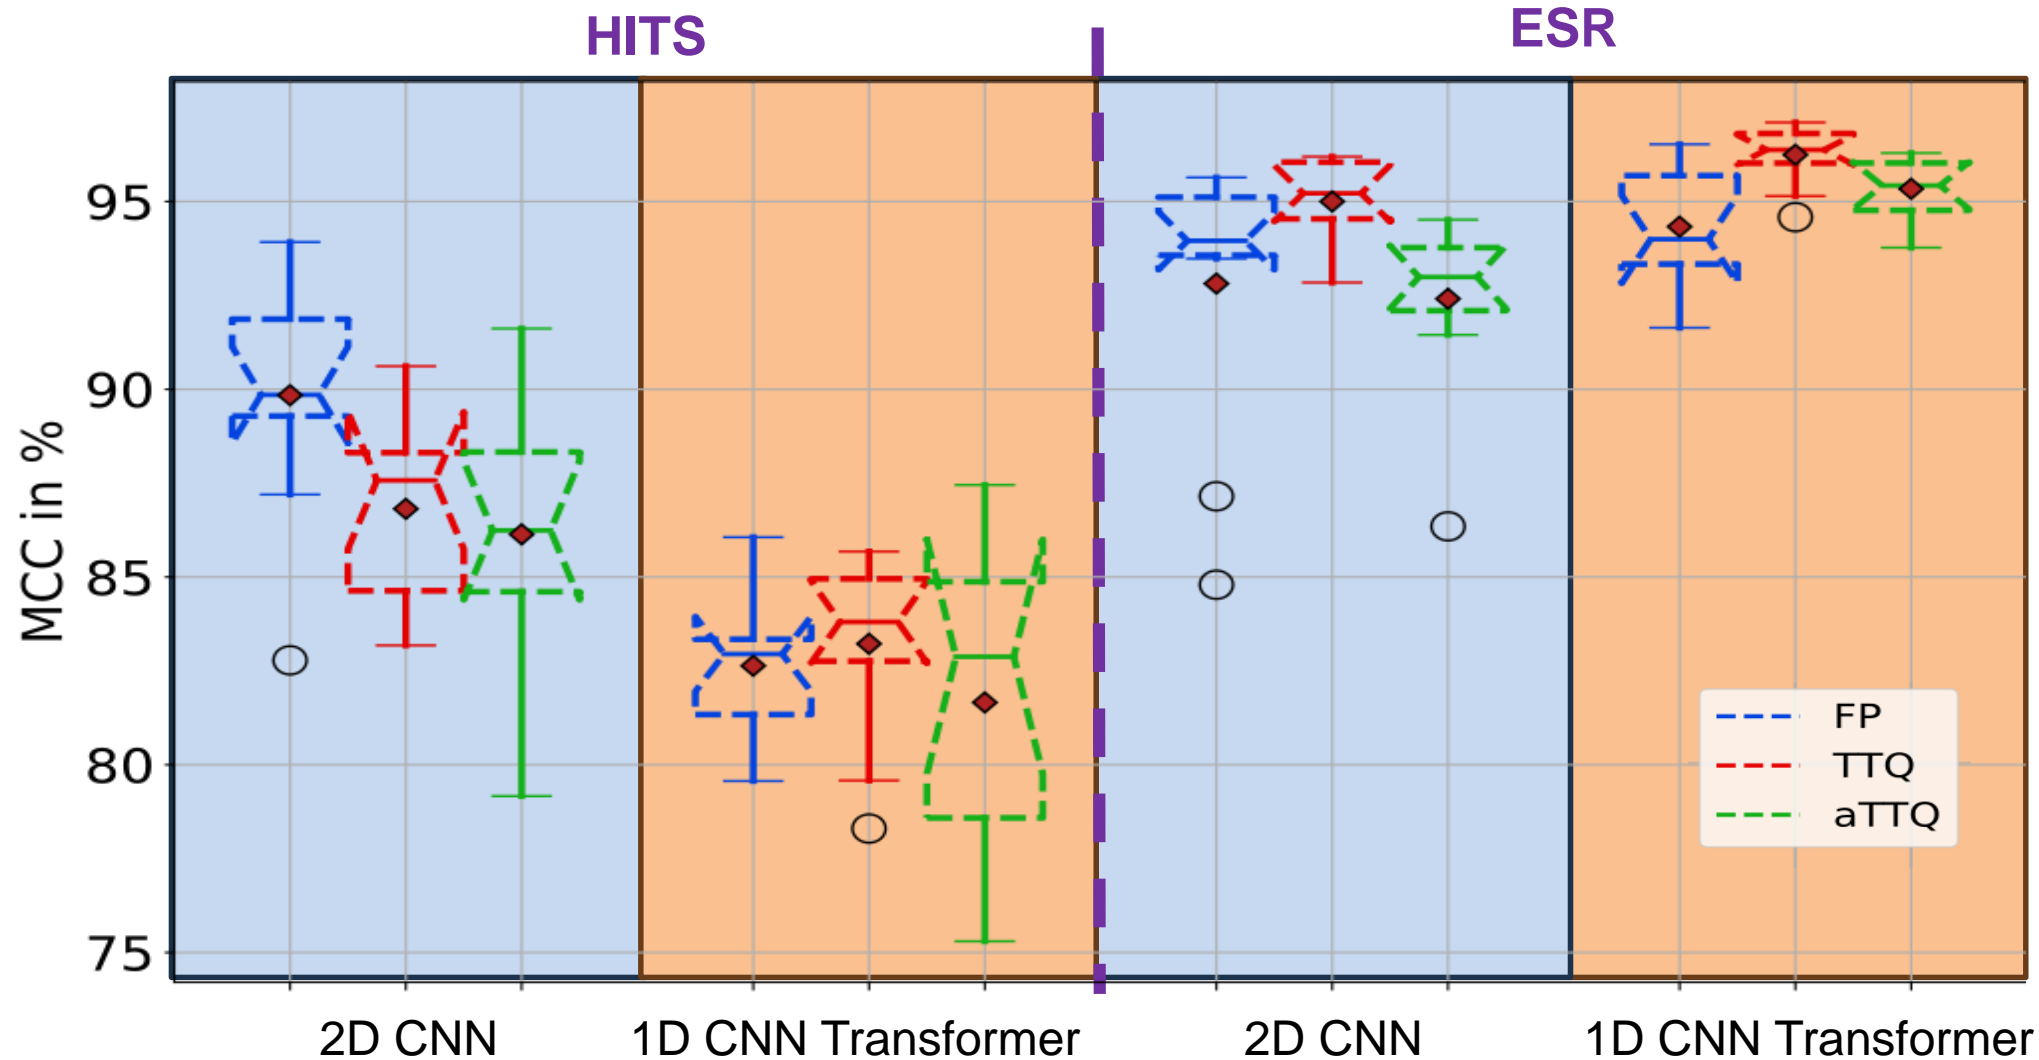 HITS
ESR
MCC in %
95
90
85
80
75
FP
TTQ
aTTQ
2D CNN
1D CNN Transformer
2D CNN
1D CNN Transformer